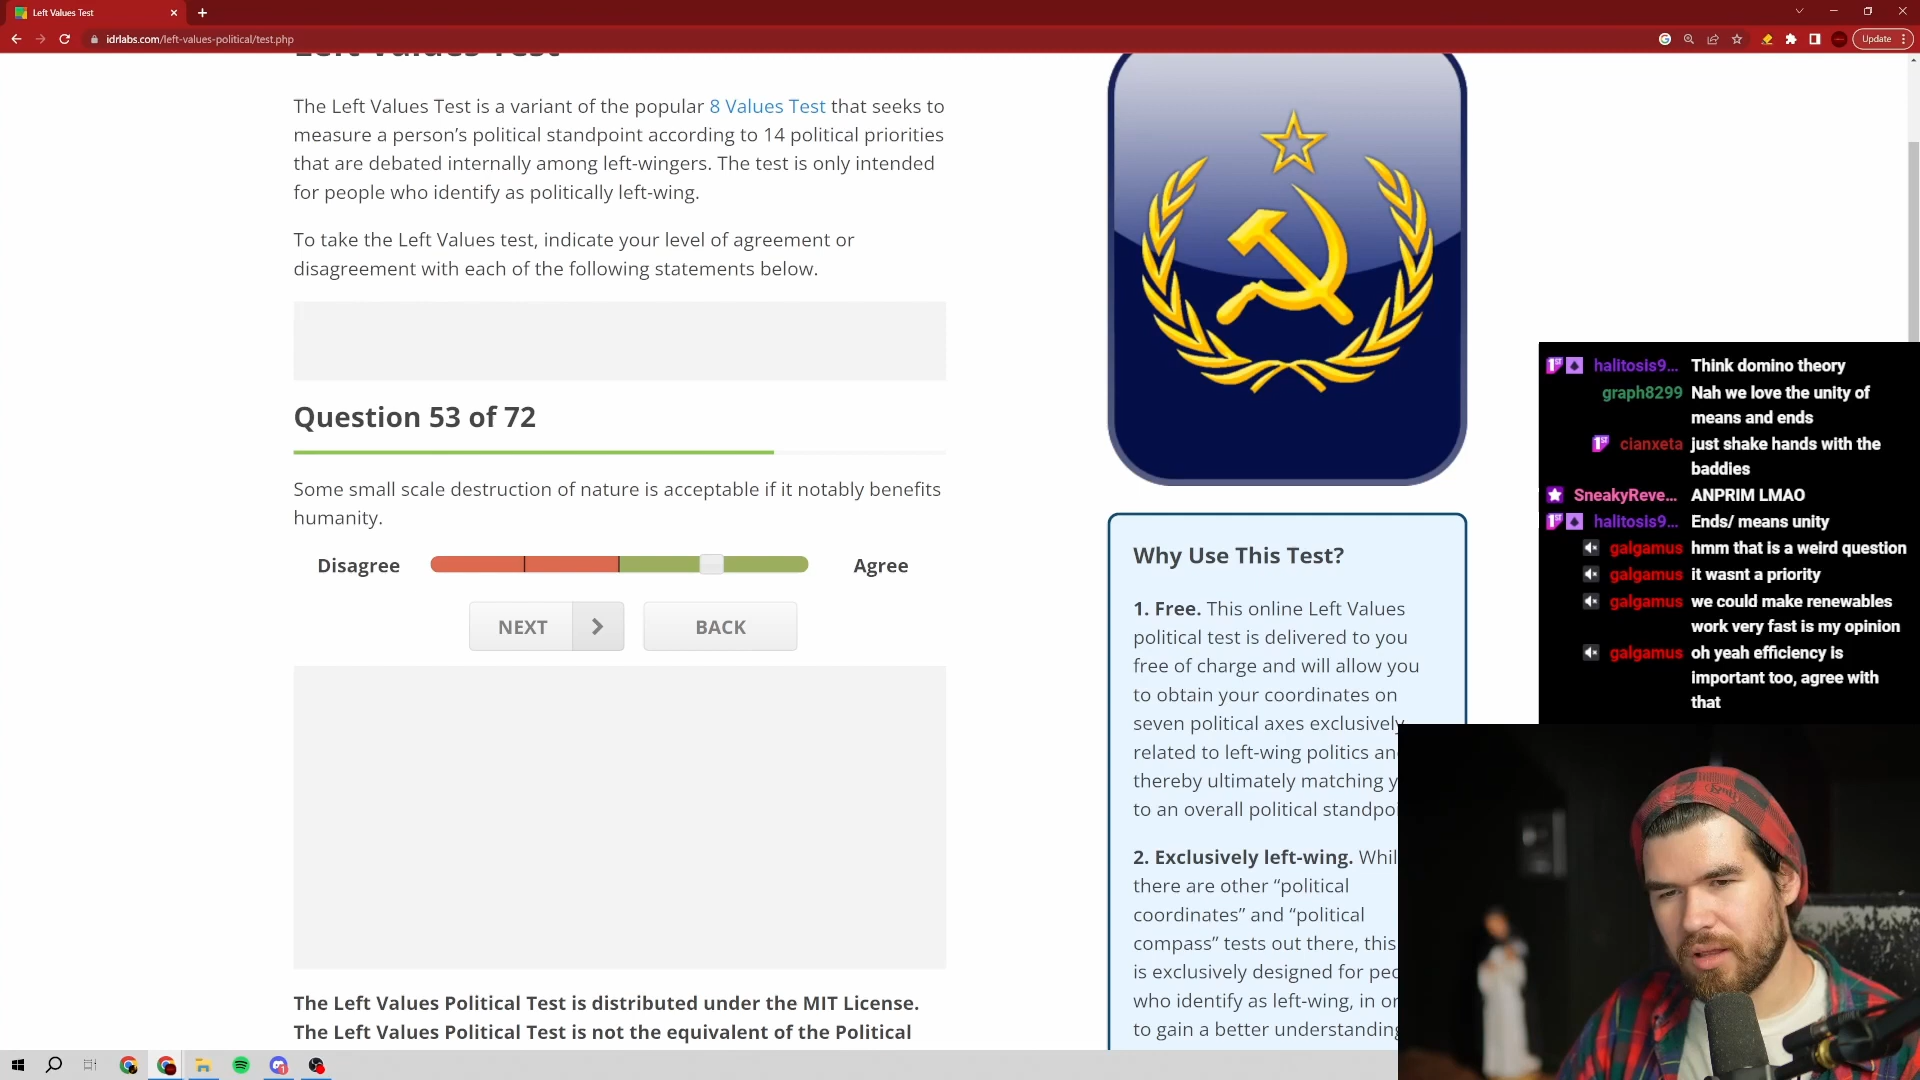 Left Values Test
idrlabs.com/left-values-political/test.php
Update
Left Values Test
The Left Values Test is a variant of the popular 8 Values Test that seeks to
measure a person’s political standpoint according to 14 political priorities
that are debated internally among left-wingers. The test is only intended
for people who identify as politically left-wing.
To take the Left Values test, indicate your level of agreement or
disagreement with each of the following statements below.
Question 53 of 72
Some small scale destruction of nature is acceptable if it notably benefits
humanity.
Disagree
Agree
NEXT
BACK
The Left Values Political Test is distributed under the MIT License.
The Left Values Political Test is not the equivalent of the Political
Why Use This Test?
1. Free. This online Left Values
political test is delivered to you
free of charge and will allow you
to obtain your coordinates on
seven political axes exclusively
related to left-wing politics an
thereby ultimately matching y
to an overall political standpo
2. Exclusively left-wing. Whil
there are other “political
coordinates” and “political
compass” tests out there, this
is exclusively designed for peo
who identify as left-wing, in or
to gain a better understanding
halitosis9... Think domino theory
graph8299 Nah we love the unity of
means and ends
cianxeta just shake hands with the
baddies
SneakyReve... ANPRIM LMAO
halitosis9... Ends/ means unity
galgamus hmm that is a weird question
galgamus it wasnt a priority
galgamus we could make renewables
work very fast is my opinion
galgamus oh yeah efficiency is
important too, agree with
that